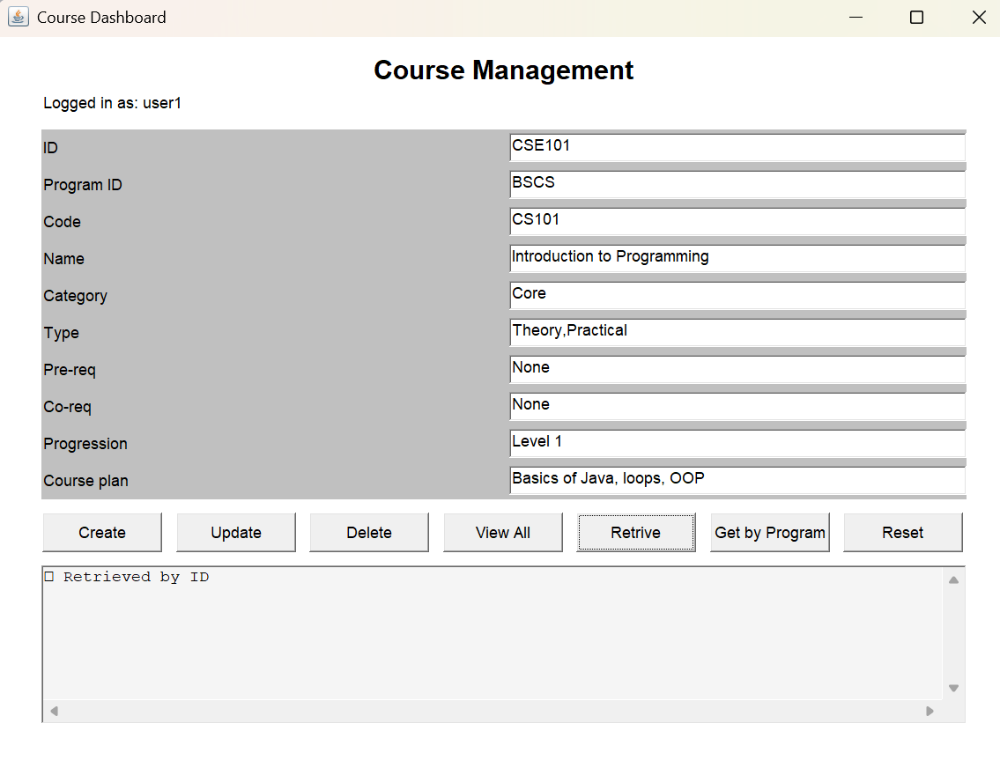 Course Dashboard
Course Management
Logged in as: user1
ID CSE101
Program ID BSCS
Code CS101
Name Introduction to Programming
Category Core
Type Theory,Practical
Pre-req None
Co-req None
Progression Level 1
Course plan Basics of Java, loops, OOP
Create Update Delete View All Retrive Get by Program Reset
□ Retrieved by ID